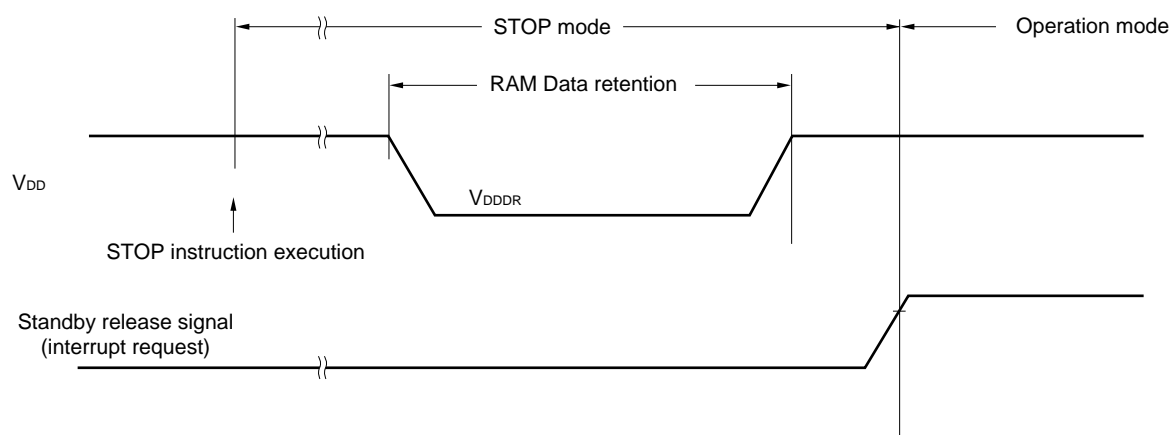 STOP mode
Operation mode
RAM Data retention
VDD
VDDDR
STOP instruction execution
Standby release signal
(interrupt request)